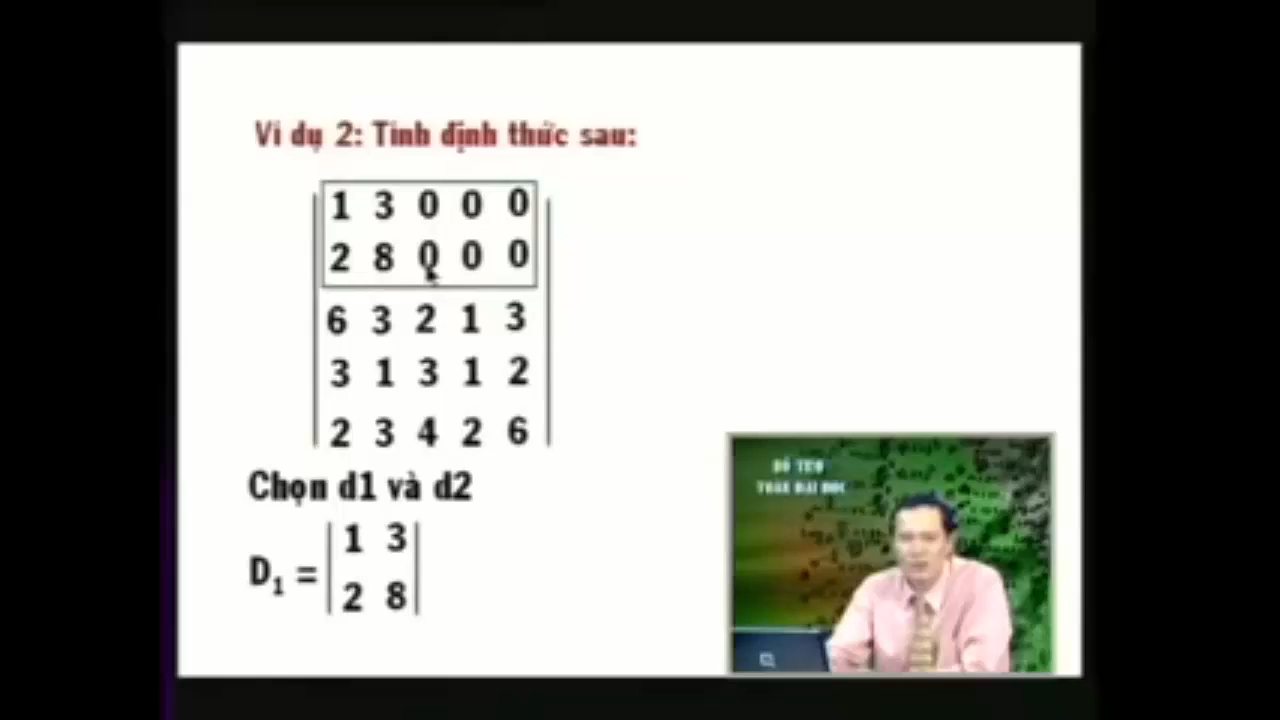 Ví dụ 2: Tính định thức sau:
1 3 0 0 0
2 8 0 0 0
6 3 2 1 3
3 1 3 1 2
2 3 4 2 6
Chọn d1 và d2
D₁ = | 1 3 |
| 2 8 |